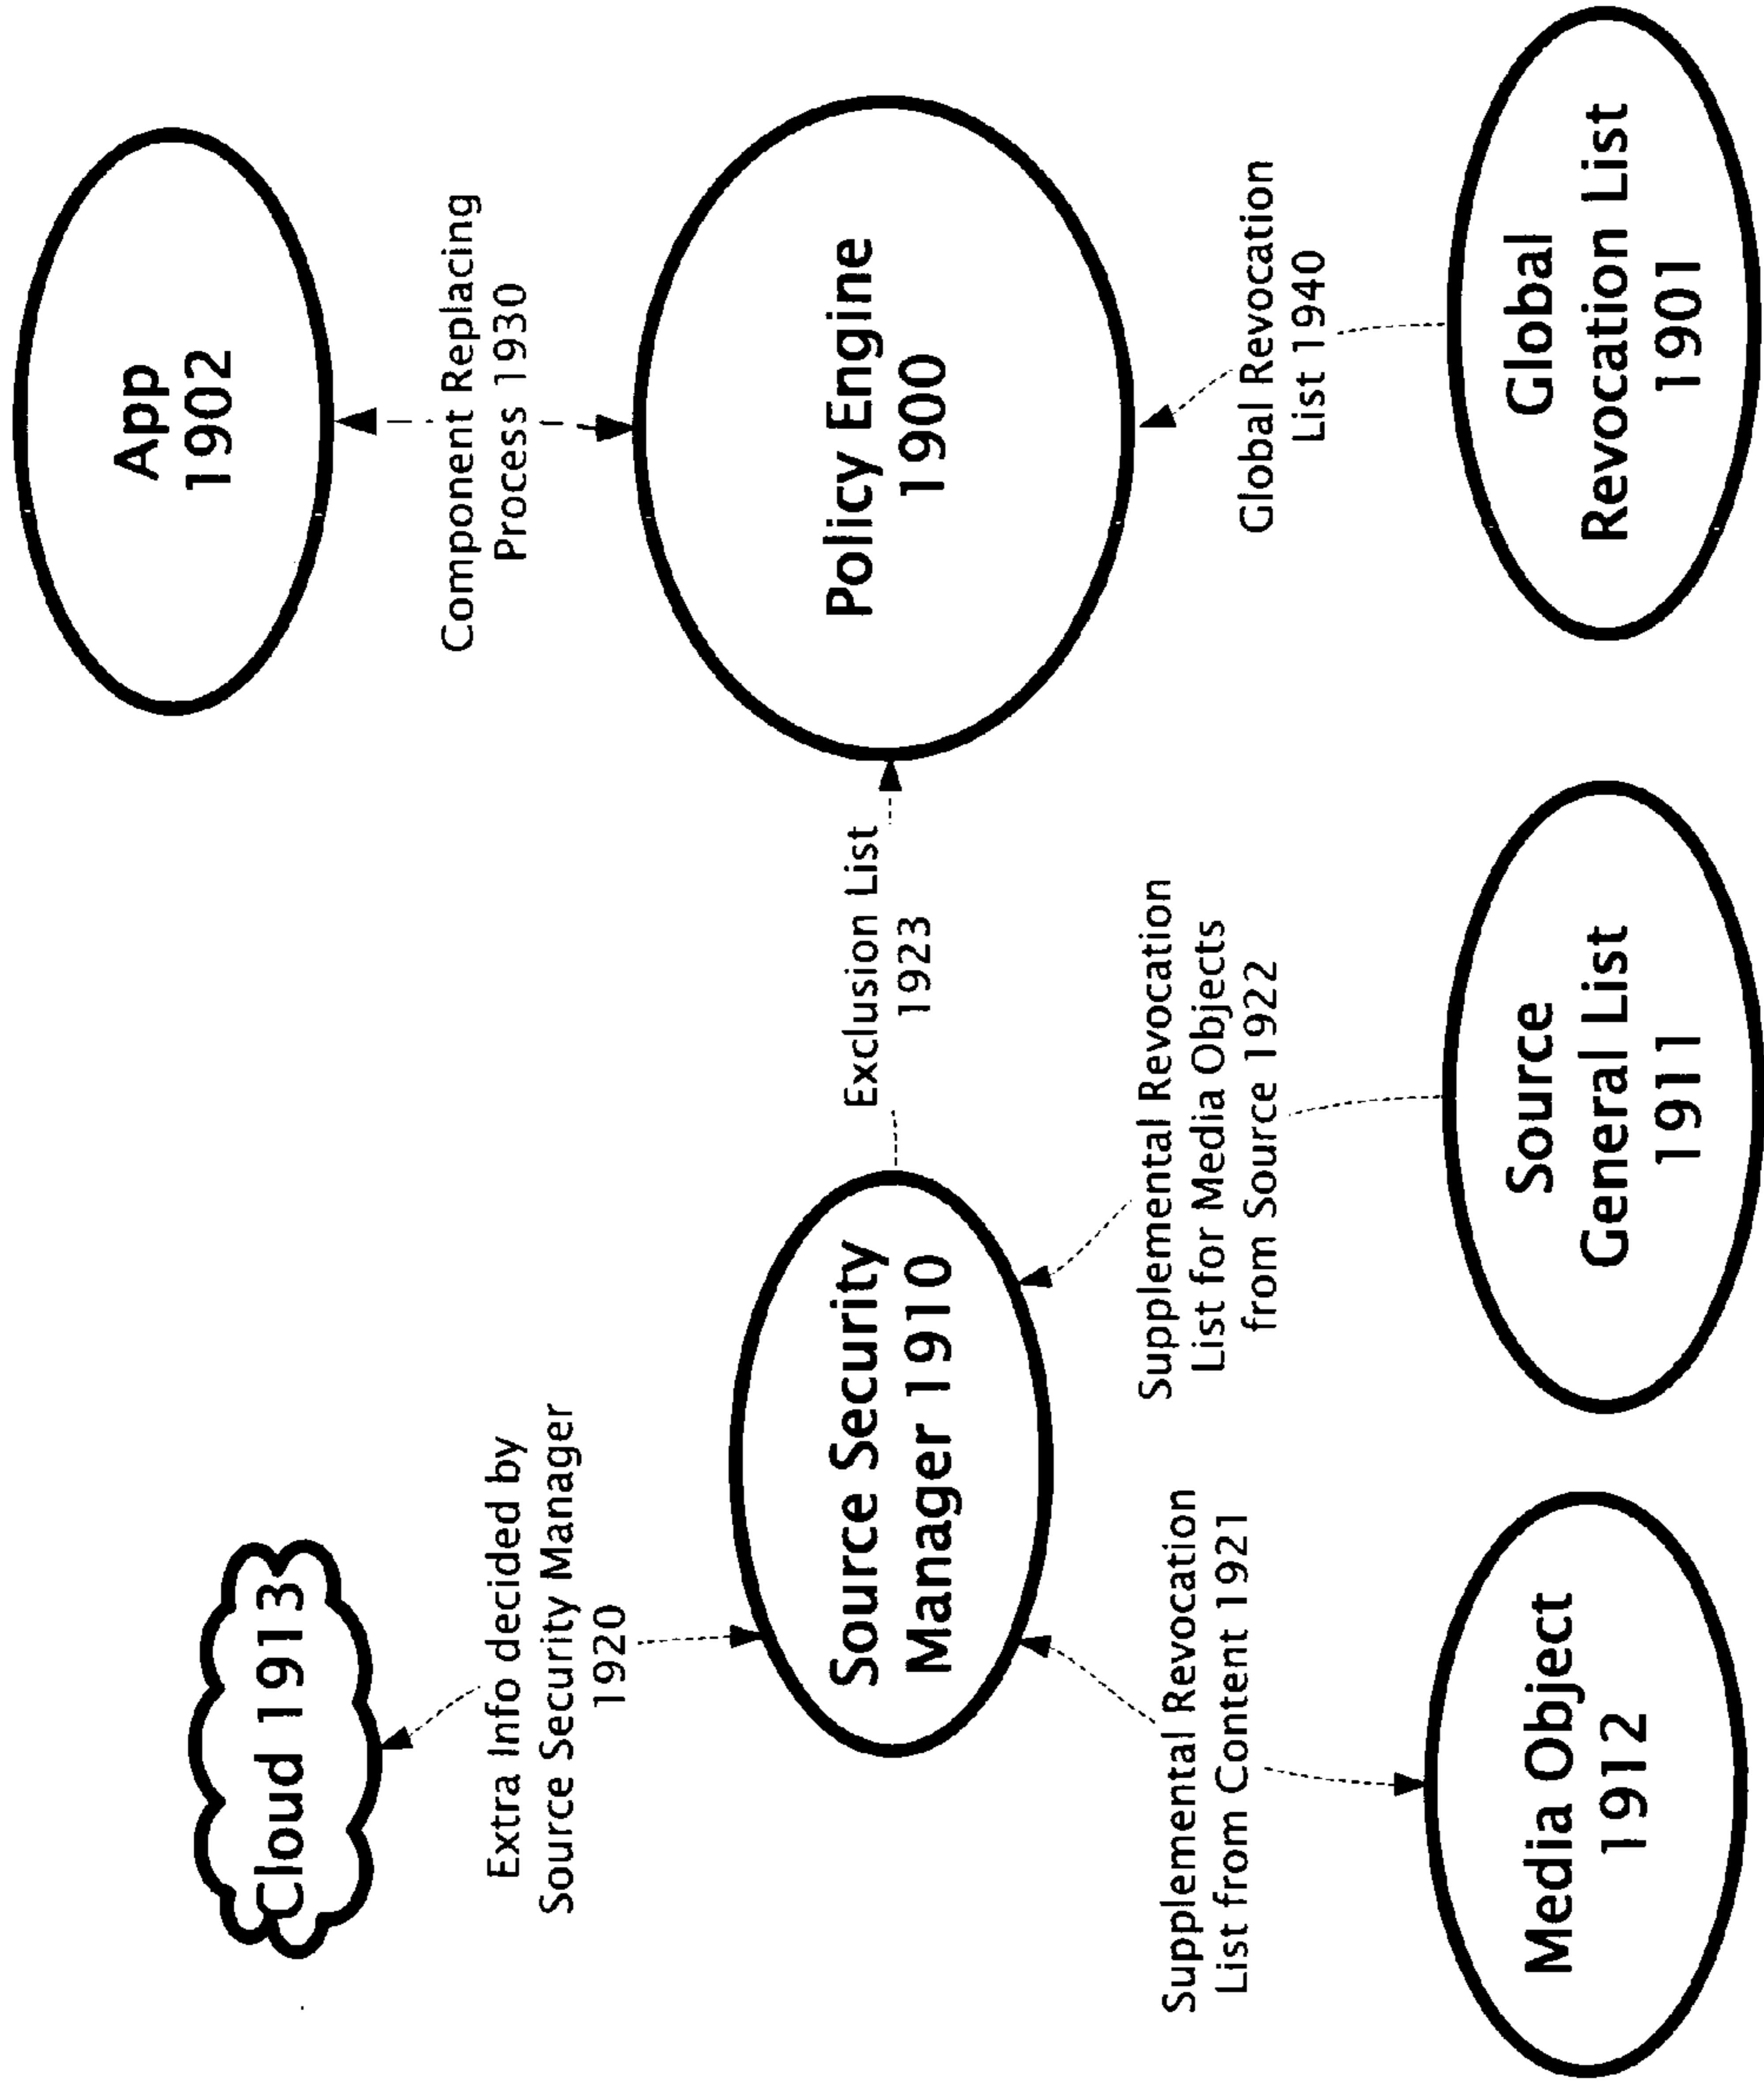 Cloud 1913
App
1902
Extra Info decided by
Source Security Manager
1920
Component Replacing
Process 1930
Source Security
Manager 1910
Exclusion List
1923
Policy Engine
1900
Supplemental Revocation
List from Content 1921
Supplemental Revocation
List for Media Objects
from Source 1922
Global Revocation
List 1940
Media Object
1912
Source
General List
1911
Global
Revocation List
1901